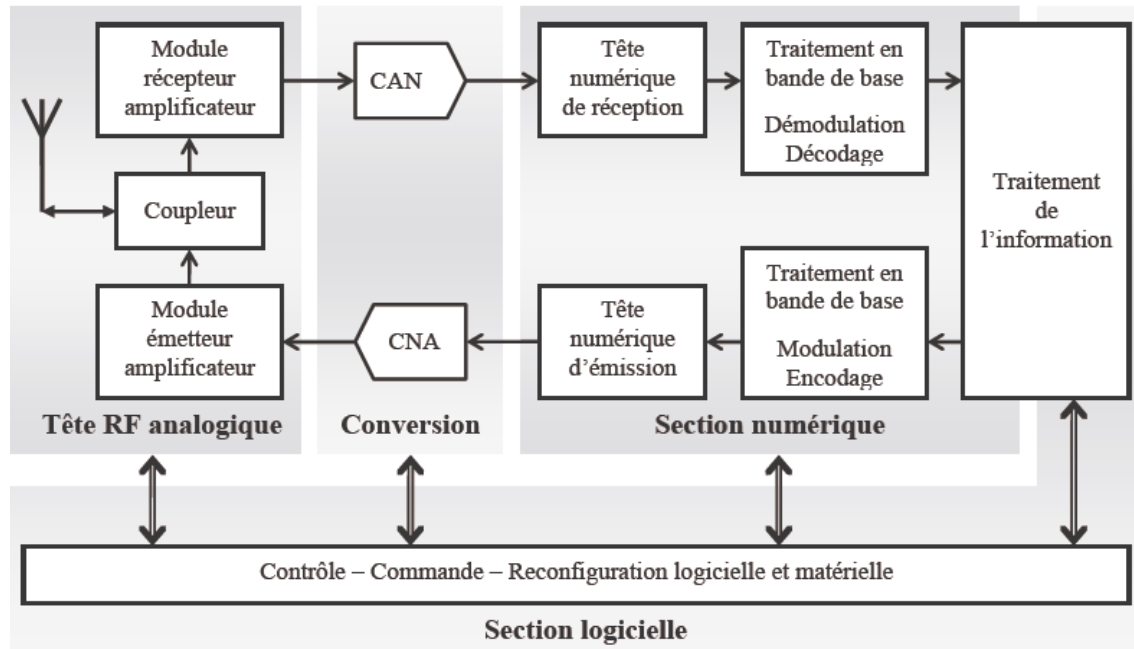 Module
récepteur
amplificateur
CAN
Tête
numérique
de réception
Traitement en
bande de base
Démodulation
Décodage
Traitement
de
l'information
Coupleur
Module
émetteur
amplificateur
CNA
Tête
numérique
d'émission
Traitement en
bande de base
Modulation
Encodage
Tête RF analogique
Conversion
Section numérique
Contrôle – Commande – Reconfiguration logicielle et matérielle
Section logicielle